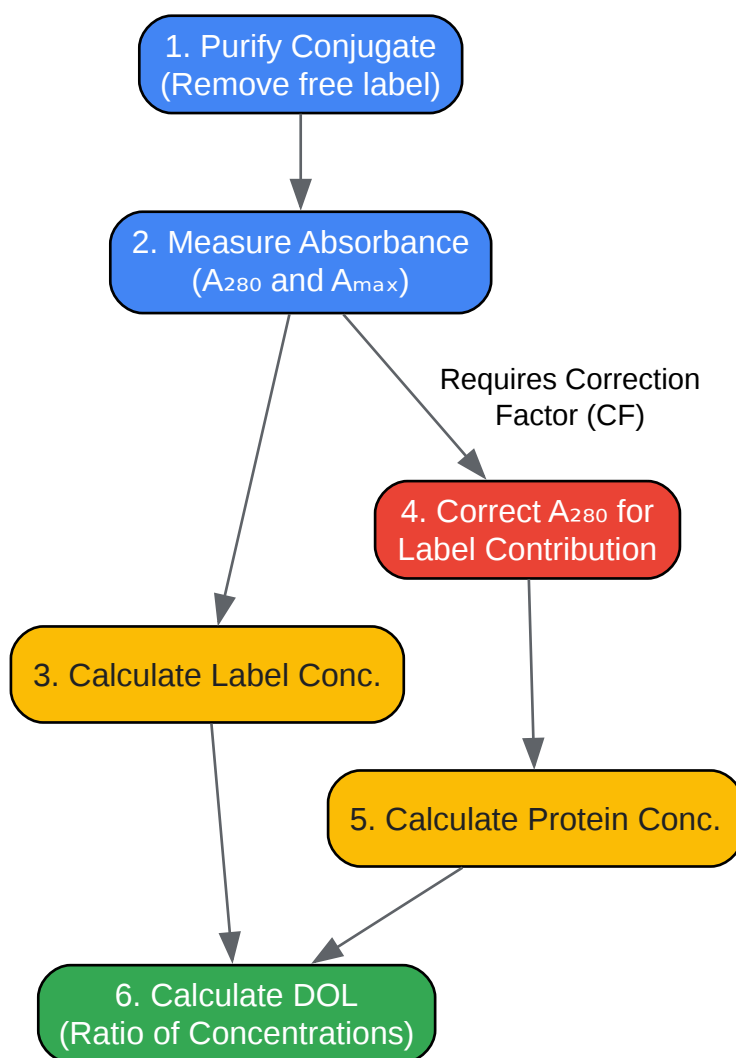 1. Purify Conjugate
(Remove free label)
2. Measure Absorbance
(A₂₈₀ and Aₘₐₓ)
Requires Correction
Factor (CF)
4. Correct A₂₈₀ for
Label Contribution
3. Calculate Label Conc.
5. Calculate Protein Conc.
6. Calculate DOL
(Ratio of Concentrations)